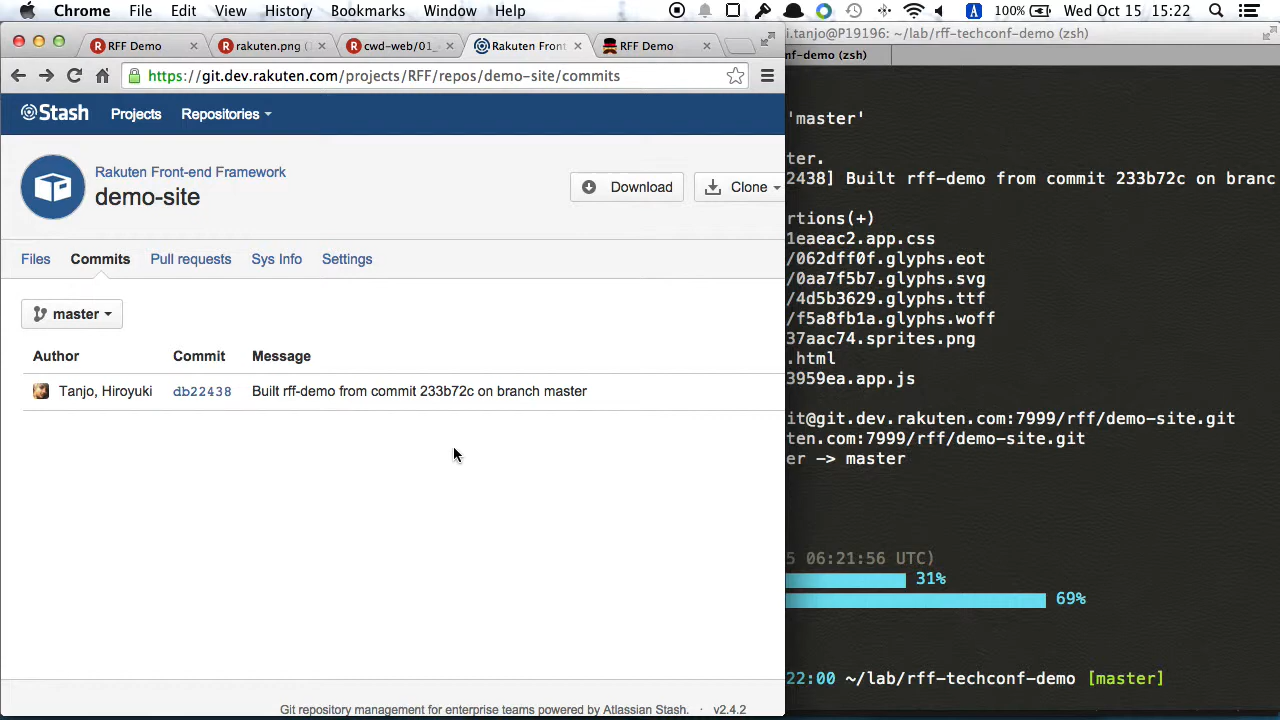 Chrome File Edit View History Bookmarks Window Help A 100% Wed Oct 15 15:22
RFF Demo rakuten.png (1 cwd-web/01_ Rakuten Front RFF Demo
https://git.dev.rakuten.com/projects/RFF/repos/demo-site/commits
Stash Projects Repositories
Rakuten Front-end Framework
demo-site
Download Clone
Files Commits Pull requests Sys Info Settings
master
Author Commit Message
Tanjo, Hiroyuki db22438 Built rff-demo from commit 233b72c on branch master
Git repository management for enterprise teams powered by Atlassian Stash. · v2.4.2
i.tanjo@P19196: ~/lab/rff-techconf-demo (zsh)
nf-demo (zsh)
'master'
ter.
2438] Built rff-demo from commit 233b72c on branc
rtions(+)
1eaeac2.app.css
/062dff0f.glyphs.eot
/0aa7f5b7.glyphs.svg
/4d5b3629.glyphs.ttf
/f5a8fb1a.glyphs.woff
37aac74.sprites.png
.html
3959ea.app.js
it@git.dev.rakuten.com:7999/rff/demo-site.git
ten.com:7999/rff/demo-site.git
er -> master
5 06:21:56 UTC)
31%
69%
22:00 ~/lab/rff-techconf-demo [master]